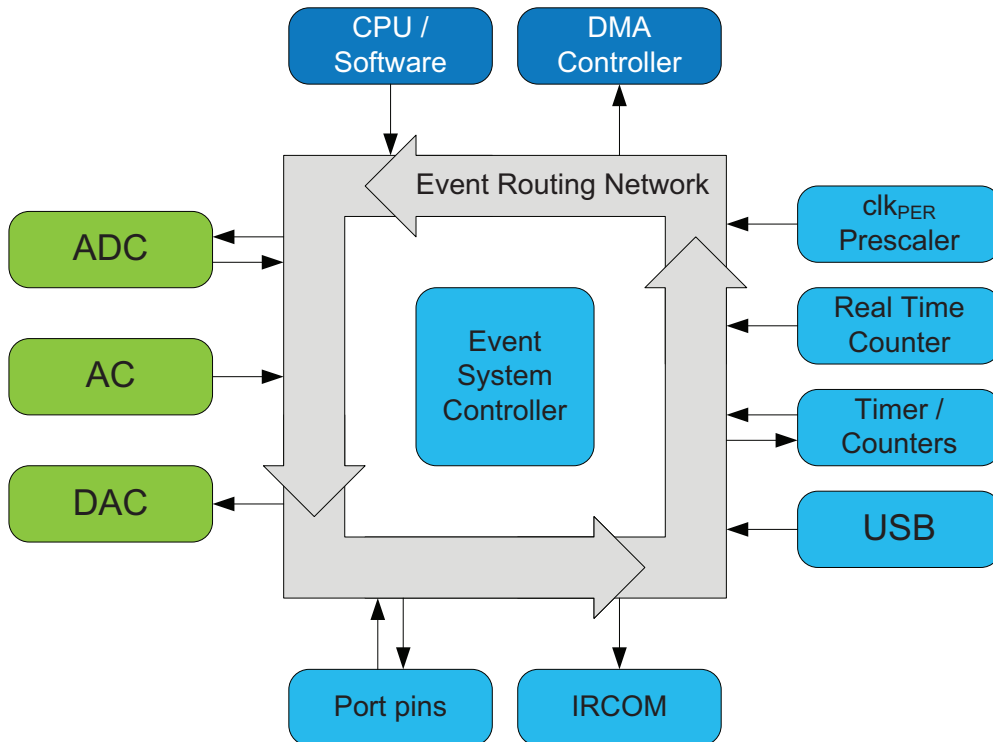 CPU /
Software
DMA
Controller
Event Routing Network
ADC
clkPER
Prescaler
Real Time
Counter
Event
System
Controller
AC
Timer /
Counters
DAC
USB
Port pins
IRCOM